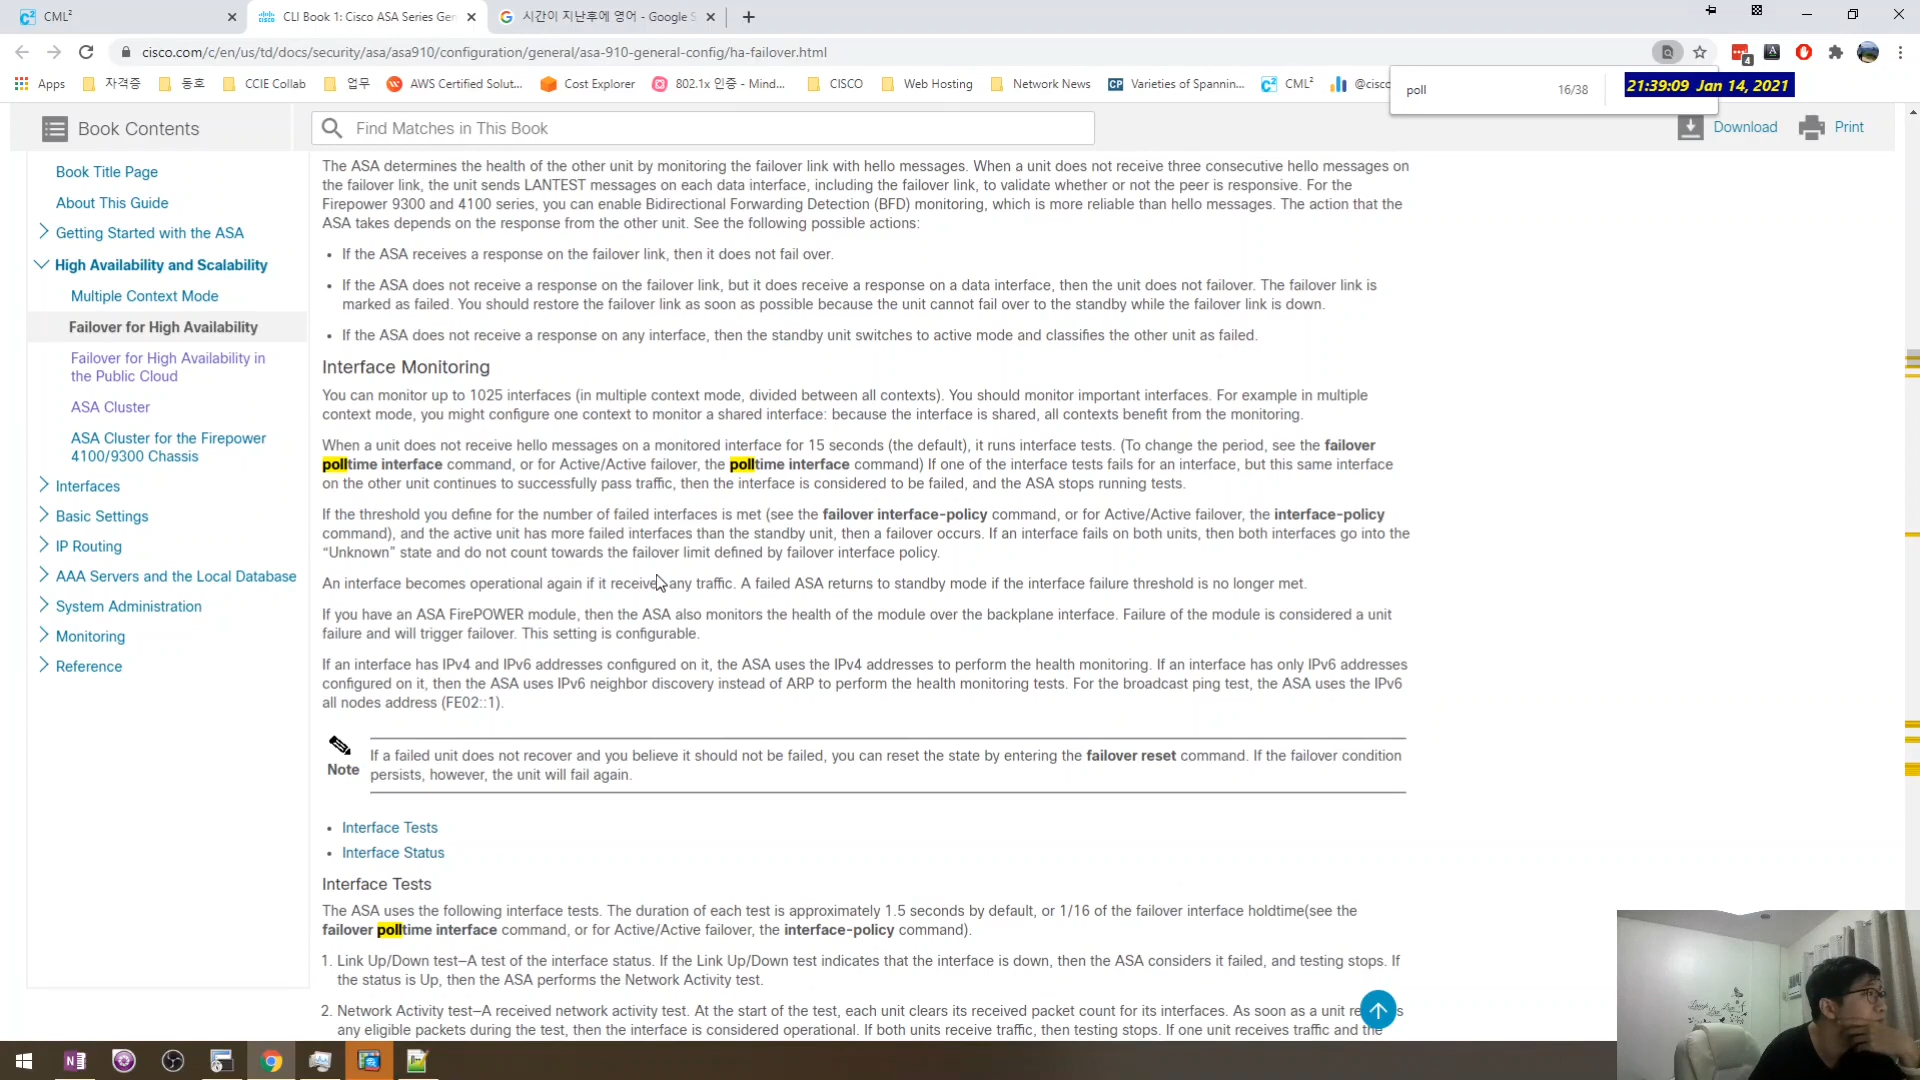 CML²
CLI Book 1: Cisco ASA Series Gen
시간이 지난후에 영어 - Google S
cisco.com/c/en/us/td/docs/security/asa/asa910/configuration/general/asa-910-general-config/ha-failover.html
4
Apps
자격증
동호
CCIE Collab
업무
AWS Certified Solut...
Cost Explorer
802.1x 인증 - Mind...
CISCO
Web Hosting
Network News
Varieties of Spannin...
CML²
@cisco
poll
16/38
21:39:09 Jan 14, 2021
Book Contents
Find Matches in This Book
Download
Print
Book Title Page
About This Guide
Getting Started with the ASA
High Availability and Scalability
Multiple Context Mode
Failover for High Availability
Failover for High Availability in
the Public Cloud
ASA Cluster
ASA Cluster for the Firepower
4100/9300 Chassis
Interfaces
Basic Settings
IP Routing
AAA Servers and the Local Database
System Administration
Monitoring
Reference
The ASA determines the health of the other unit by monitoring the failover link with hello messages. When a unit does not receive three consecutive hello messages on
the failover link, the unit sends LANTEST messages on each data interface, including the failover link, to validate whether or not the peer is responsive. For the
Firepower 9300 and 4100 series, you can enable Bidirectional Forwarding Detection (BFD) monitoring, which is more reliable than hello messages. The action that the
ASA takes depends on the response from the other unit. See the following possible actions:
• If the ASA receives a response on the failover link, then it does not fail over.
• If the ASA does not receive a response on the failover link, but it does receive a response on a data interface, then the unit does not failover. The failover link is
marked as failed. You should restore the failover link as soon as possible because the unit cannot fail over to the standby while the failover link is down.
• If the ASA does not receive a response on any interface, then the standby unit switches to active mode and classifies the other unit as failed.
Interface Monitoring
You can monitor up to 1025 interfaces (in multiple context mode, divided between all contexts). You should monitor important interfaces. For example in multiple
context mode, you might configure one context to monitor a shared interface: because the interface is shared, all contexts benefit from the monitoring.
When a unit does not receive hello messages on a monitored interface for 15 seconds (the default), it runs interface tests. (To change the period, see the failover
polltime interface command, or for Active/Active failover, the polltime interface command) If one of the interface tests fails for an interface, but this same interface
on the other unit continues to successfully pass traffic, then the interface is considered to be failed, and the ASA stops running tests.
If the threshold you define for the number of failed interfaces is met (see the failover interface-policy command, or for Active/Active failover, the interface-policy
command), and the active unit has more failed interfaces than the standby unit, then a failover occurs. If an interface fails on both units, then both interfaces go into the
“Unknown” state and do not count towards the failover limit defined by failover interface policy.
An interface becomes operational again if it receives any traffic. A failed ASA returns to standby mode if the interface failure threshold is no longer met.
If you have an ASA FirePOWER module, then the ASA also monitors the health of the module over the backplane interface. Failure of the module is considered a unit
failure and will trigger failover. This setting is configurable.
If an interface has IPv4 and IPv6 addresses configured on it, the ASA uses the IPv4 addresses to perform the health monitoring. If an interface has only IPv6 addresses
configured on it, then the ASA uses IPv6 neighbor discovery instead of ARP to perform the health monitoring tests. For the broadcast ping test, the ASA uses the IPv6
all nodes address (FE02::1).
Note
If a failed unit does not recover and you believe it should not be failed, you can reset the state by entering the failover reset command. If the failover condition
persists, however, the unit will fail again.
• Interface Tests
• Interface Status
Interface Tests
The ASA uses the following interface tests. The duration of each test is approximately 1.5 seconds by default, or 1/16 of the failover interface holdtime(see the
failover polltime interface command, or for Active/Active failover, the interface-policy command).
1. Link Up/Down test—A test of the interface status. If the Link Up/Down test indicates that the interface is down, then the ASA considers it failed, and testing stops. If
the status is Up, then the ASA performs the Network Activity test.
2. Network Activity test—A received network activity test. At the start of the test, each unit clears its received packet count for its interfaces. As soon as a unit
any eligible packets during the test, then the interface is considered operational. If both units receive traffic, then testing stops. If one unit receives traffic and the